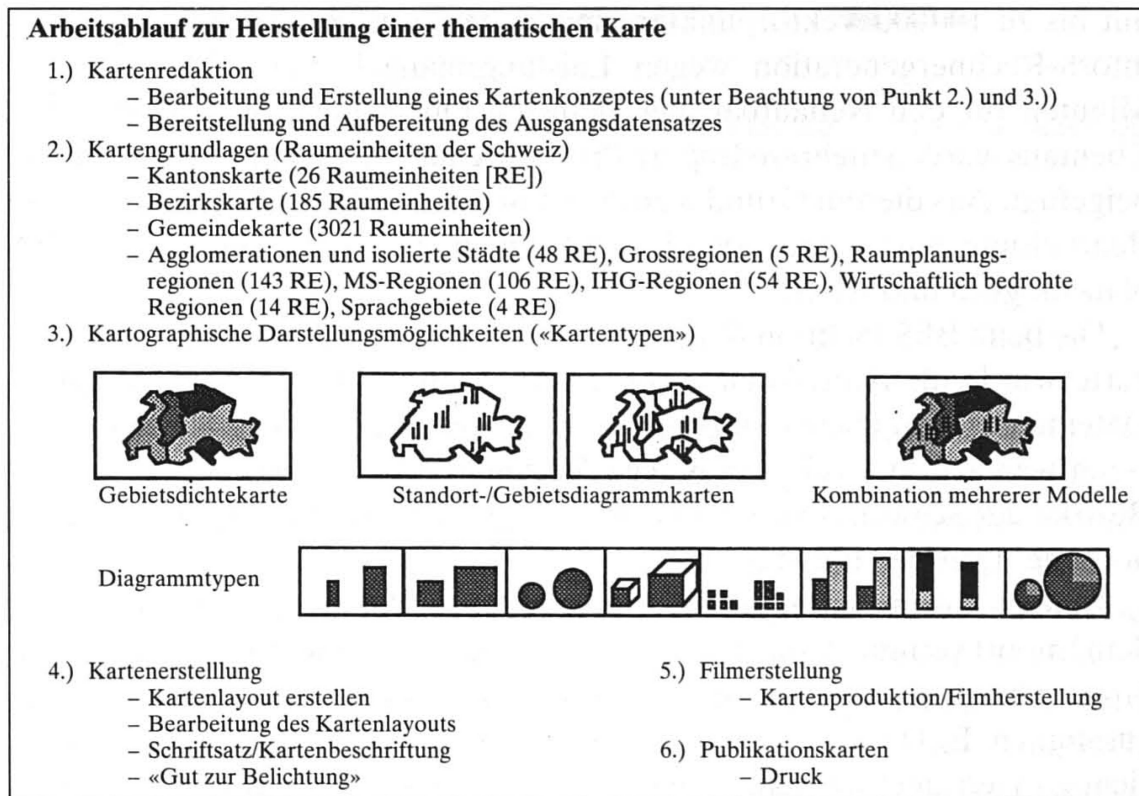 Arbeitsablauf zur Herstellung einer thematischen Karte
1.) Kartenredaktion
– Bearbeitung und Erstellung eines Kartenkonzeptes (unter Beachtung von Punkt 2.) und 3.))
– Bereitstellung und Aufbereitung des Ausgangsdatensatzes
2.) Kartengrundlagen (Raumeinheiten der Schweiz)
– Kantonskarte (26 Raumeinheiten [RE])
– Bezirkskarte (185 Raumeinheiten)
– Gemeindekarte (3021 Raumeinheiten)
– Agglomerationen und isolierte Städte (48 RE), Grossregionen (5 RE), Raumplanungs-
regionen (143 RE), MS-Regionen (106 RE), IHG-Regionen (54 RE), Wirtschaftlich bedrohte
Regionen (14 RE), Sprachgebiete (4 RE)
3.) Kartographische Darstellungsmöglichkeiten («Kartentypen»)
Gebietsdichtekarte
Standort-/Gebietsdiagrammkarten
Kombination mehrerer Modelle
Diagrammtypen
4.) Kartenerstelllung
– Kartenlayout erstellen
– Bearbeitung des Kartenlayouts
– Schriftsatz/Kartenbeschriftung
– «Gut zur Belichtung»
5.) Filmerstellung
– Kartenproduktion/Filmherstellung
6.) Publikationskarten
– Druck